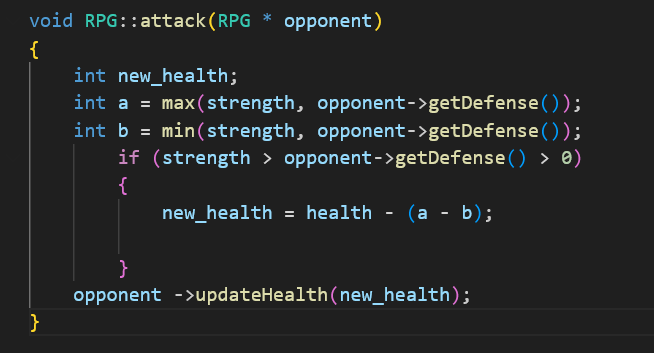 void RPG::attack(RPG * opponent)
{
int new_health;
int a = max(strength, opponent->getDefense());
int b = min(strength, opponent->getDefense());
if (strength > opponent->getDefense() > 0)
{
new_health = health - (a - b);
}
opponent ->updateHealth(new_health);
}